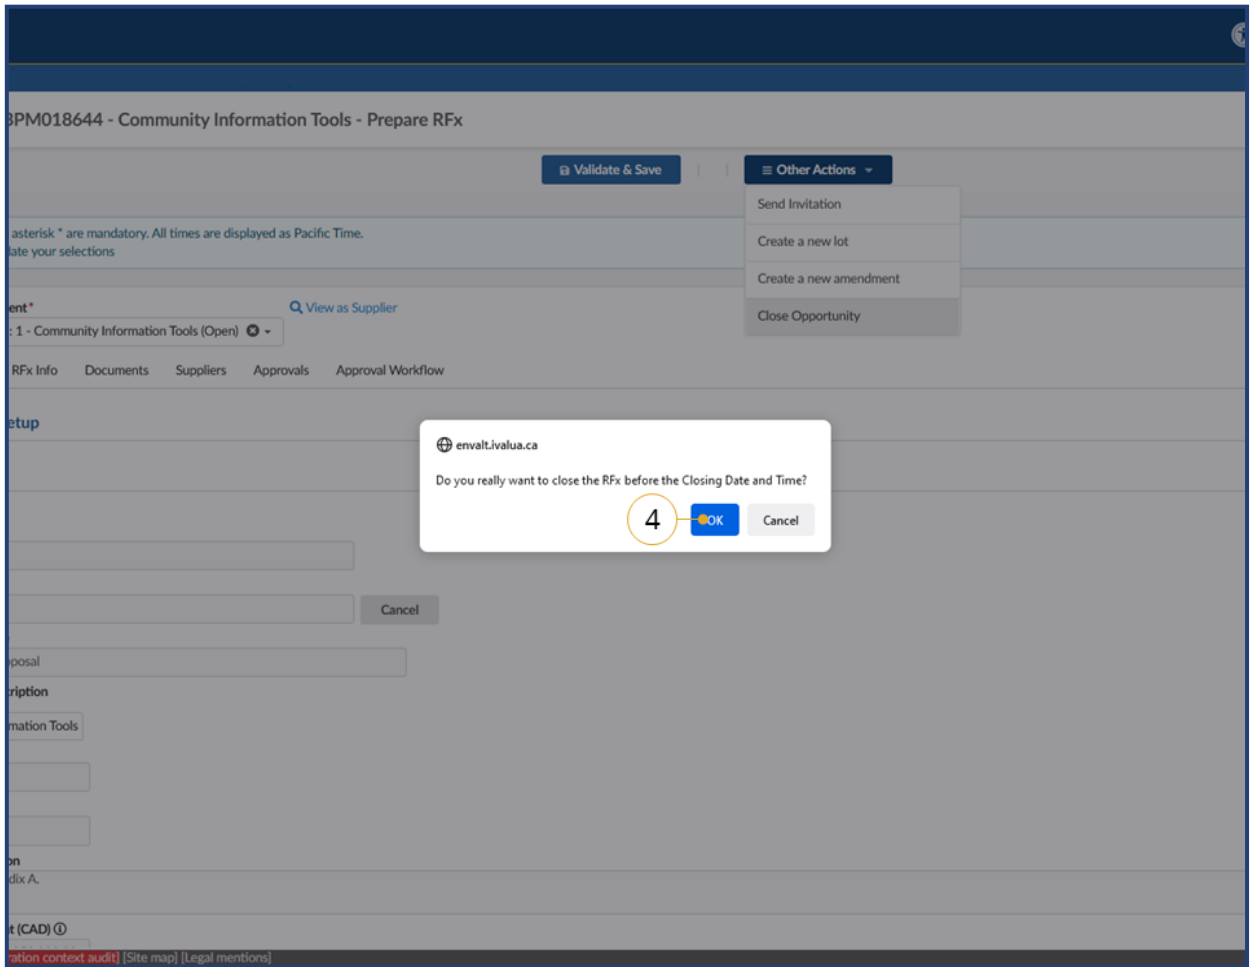 BPM018644 - Community Information Tools - Prepare RFx
Validate & Save
Other Actions
Send Invitation
Create a new lot
Create a new amendment
Close Opportunity
asterisk * are mandatory. All times are displayed as Pacific Time.
date your selections
ent*
View as Supplier
: 1 - Community Information Tools (Open)
RFx Info Documents Suppliers Approvals Approval Workflow
etup
envalt.ivalua.ca
Do you really want to close the RFx before the Closing Date and Time?
4
OK
Cancel
Cancel
oposal
cription
mation Tools
on
dix A.
t (CAD)
ration context audit] [Site map] [Legal mentions]